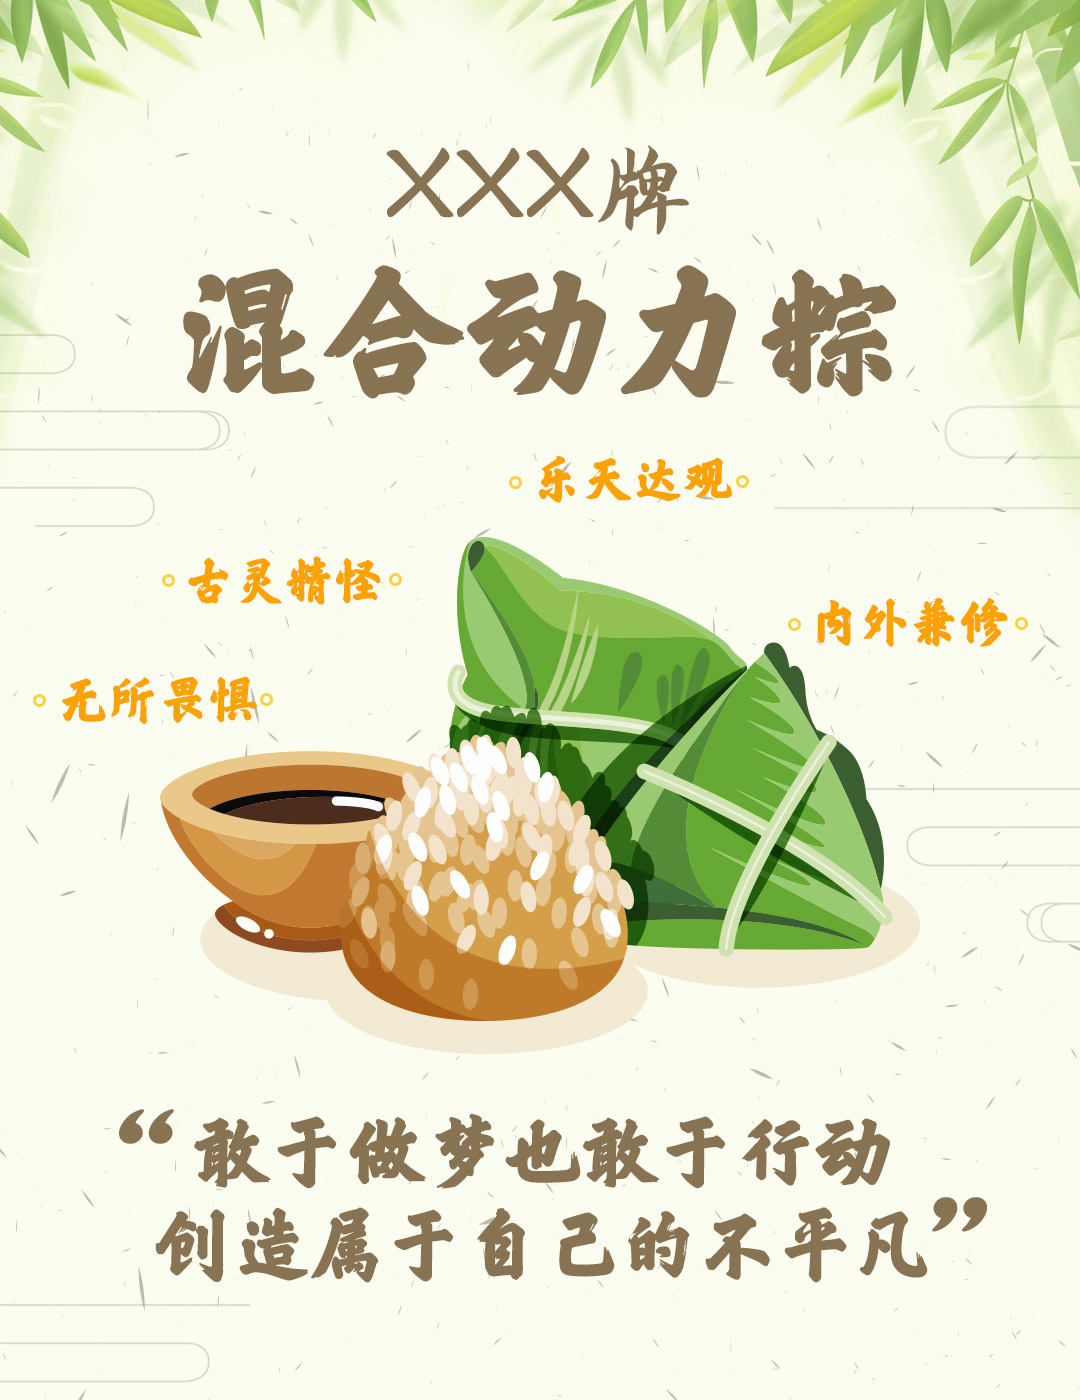 XXX牌
混合动力粽
乐天达观
古灵精怪
内外兼修
无所畏惧
“敢于做梦也敢于行动
创造属于自己的不平凡”